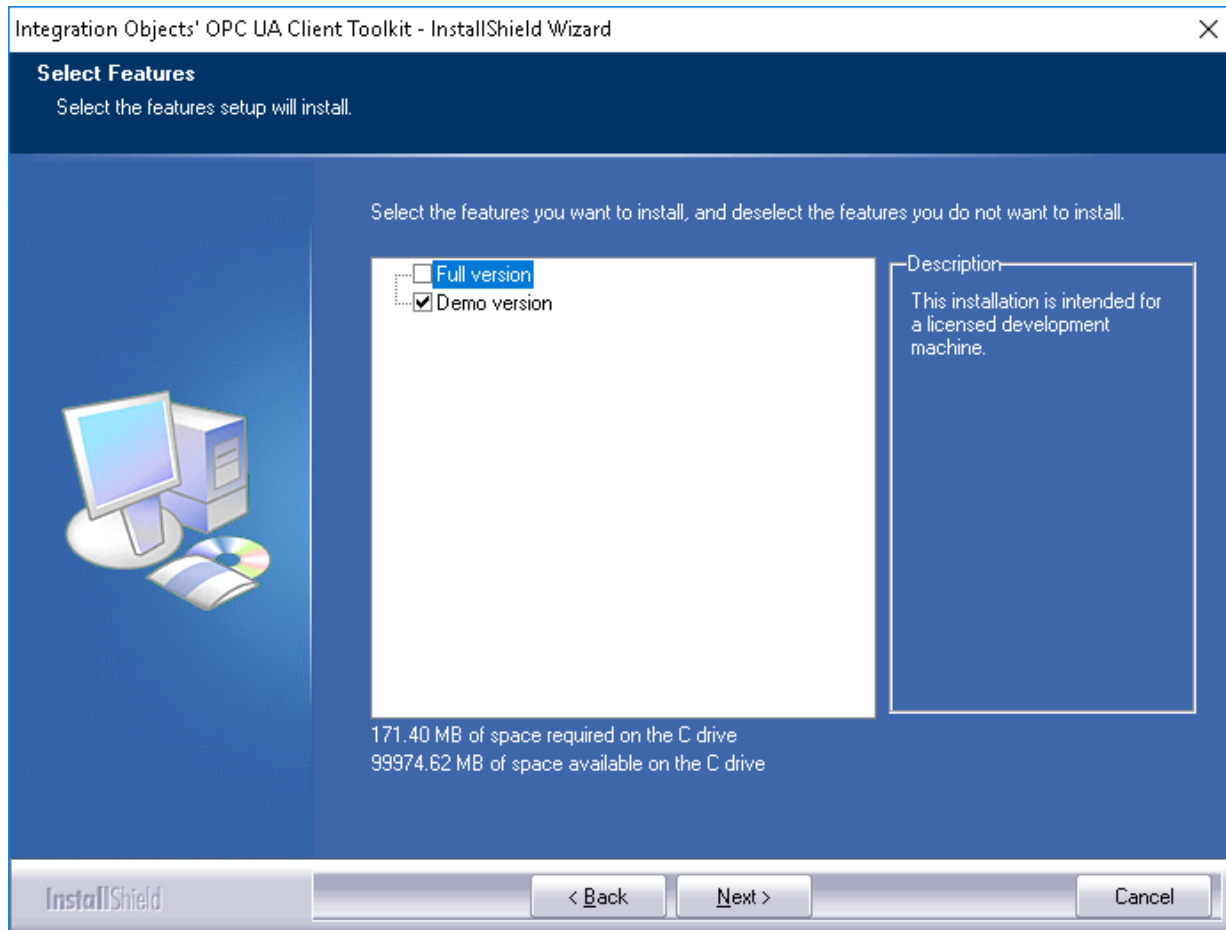 Integration Objects' OPC UA Client Toolkit - InstallShield Wizard
Select Features
Select the features setup will install.
Select the features you want to install, and deselect the features you do not want to install.
Full version
Demo version
Description
This installation is intended for
a licensed development
machine.
171.40 MB of space required on the C drive
99974.62 MB of space available on the C drive
InstallShield
< Back
Next >
Cancel